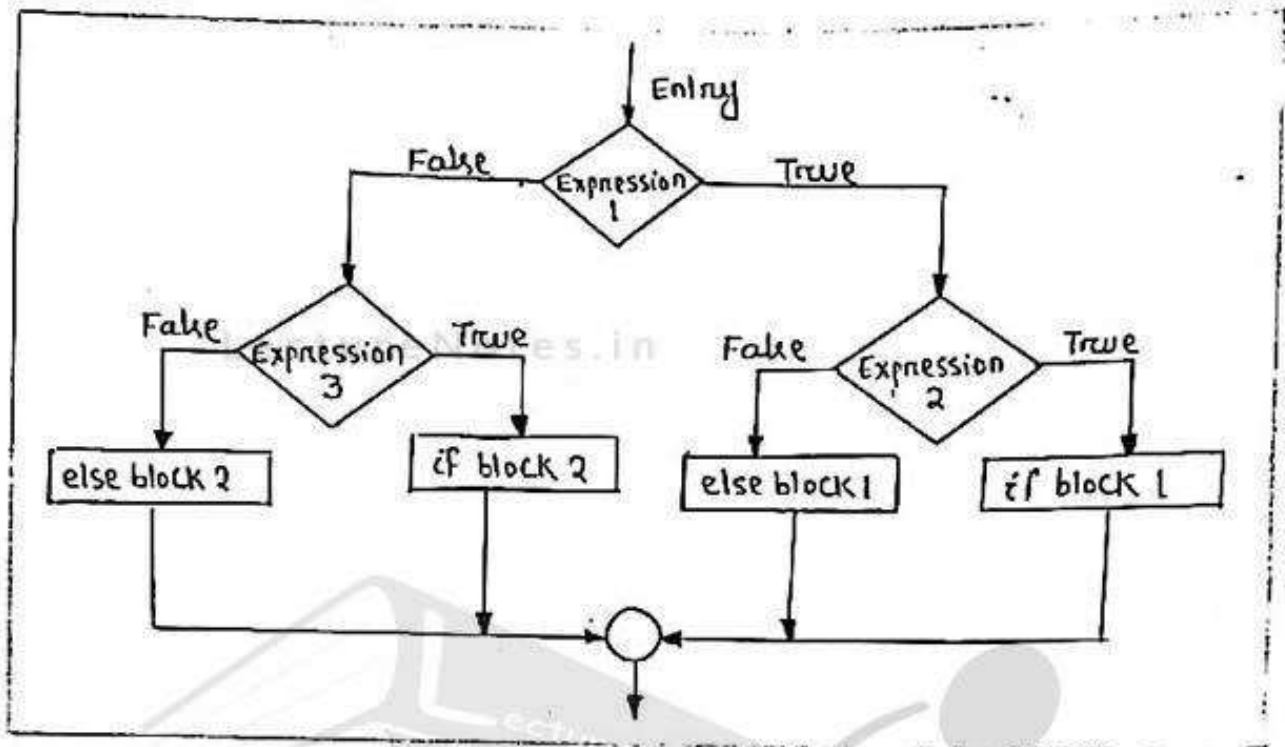 Entry
False
True
Expression
1
False
True
False
True
Expression
3
Expression
2
else block 2
if block 2
else block 1
if block 1